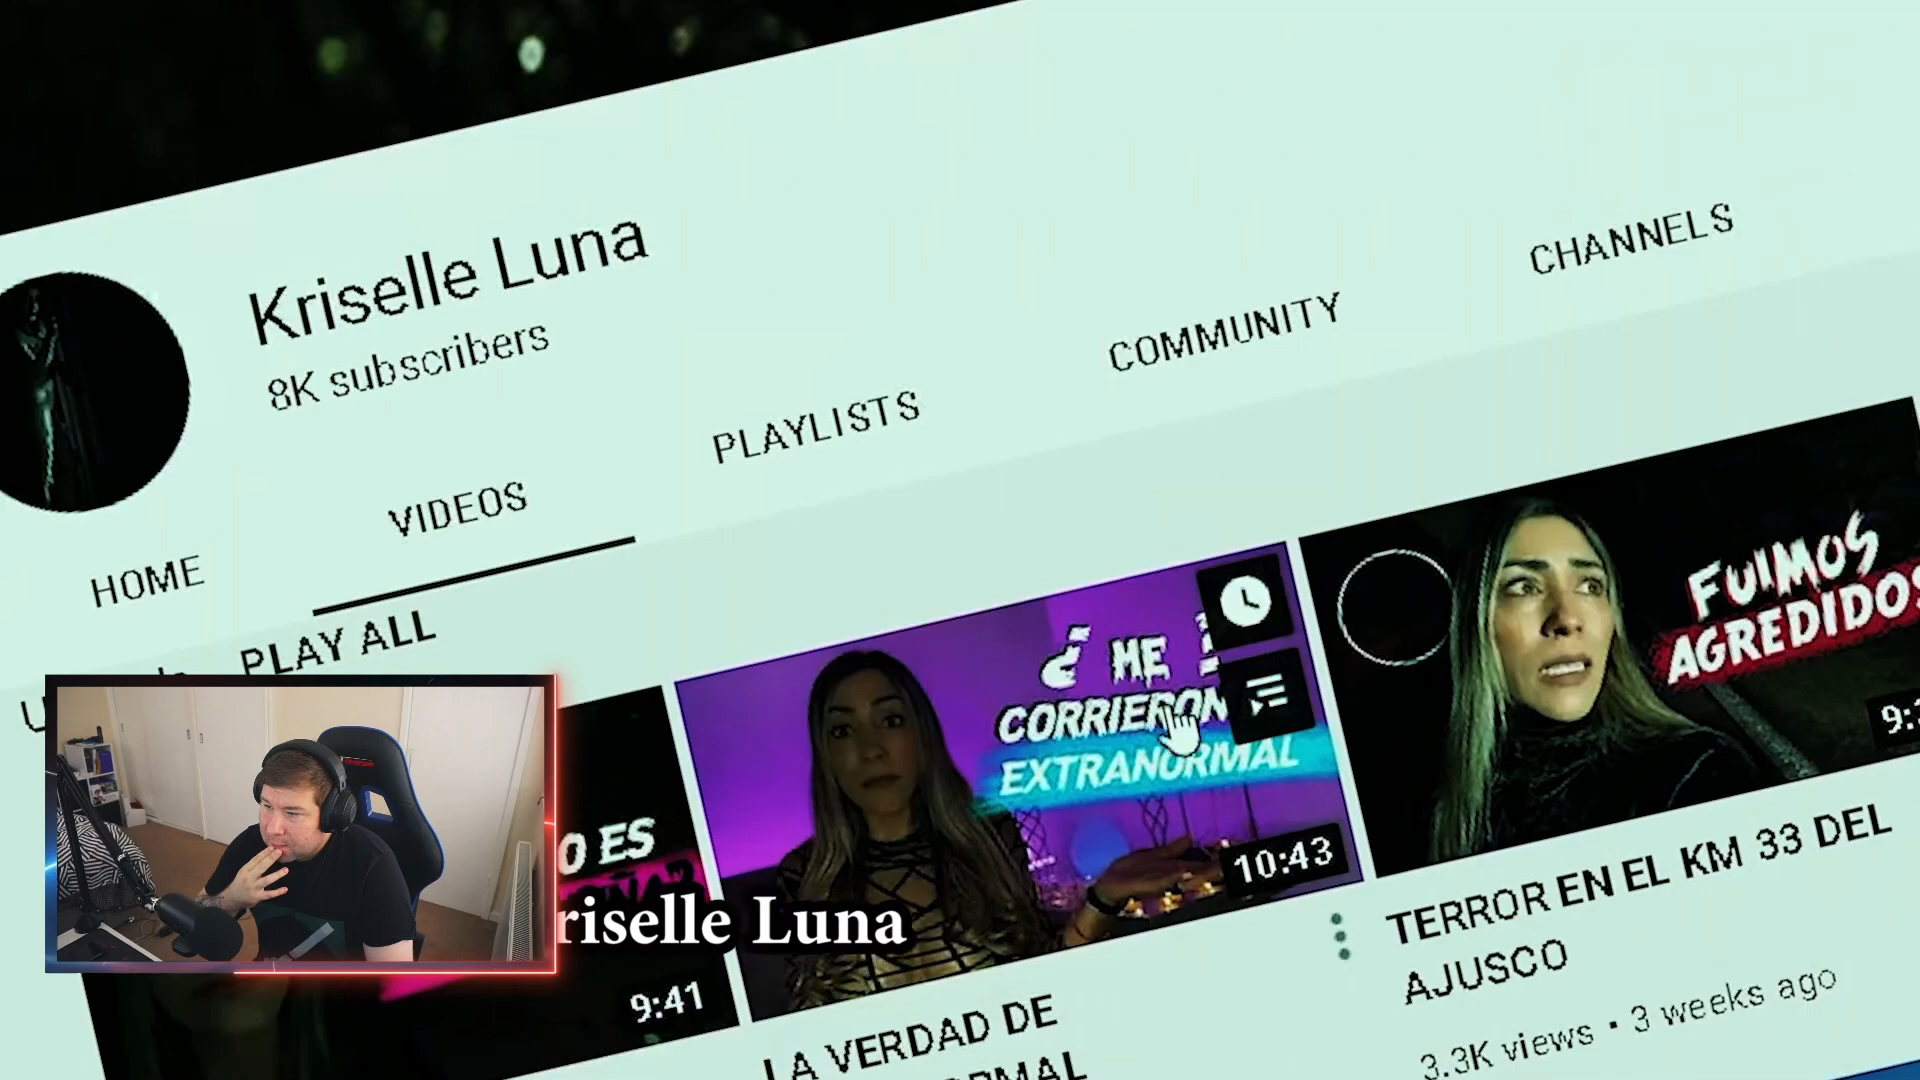 Kriselle Luna
8K subscribers
HOME
VIDEOS
PLAYLISTS
COMMUNITY
CHANNELS
PLAY ALL
O ES
9:41
¿ ME
CORRIERON
EXTRANORMAL
10:43
FUIMOS
AGREDIDOS
riselle Luna
LA VERDAD DE
TERROR EN EL KM 33 DEL
AJUSCO
3.3K views • 3 weeks ago